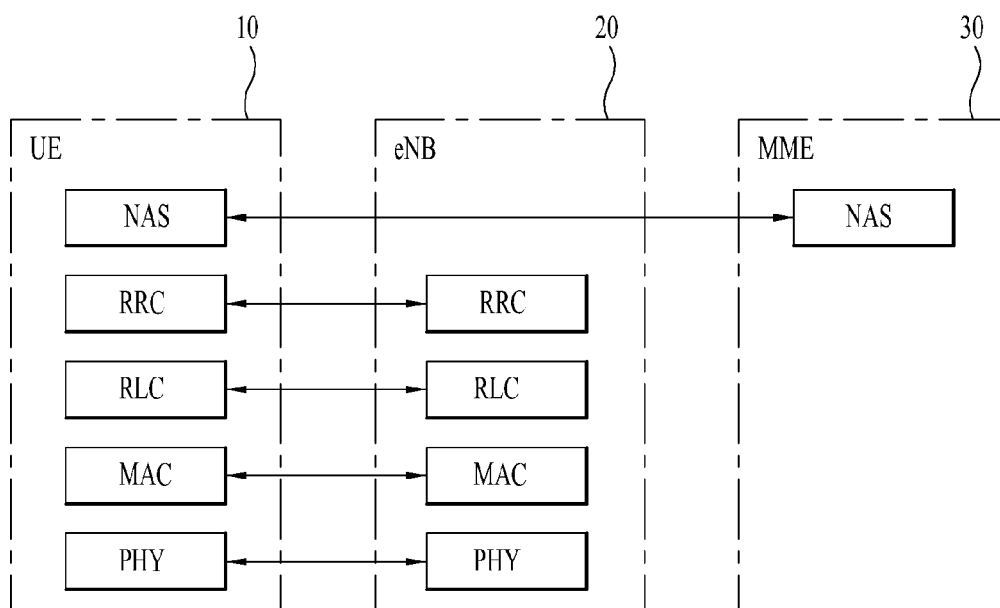 10 20 30
UE eNB MME
NAS NAS
RRC RRC
RLC RLC
MAC MAC
PHY PHY